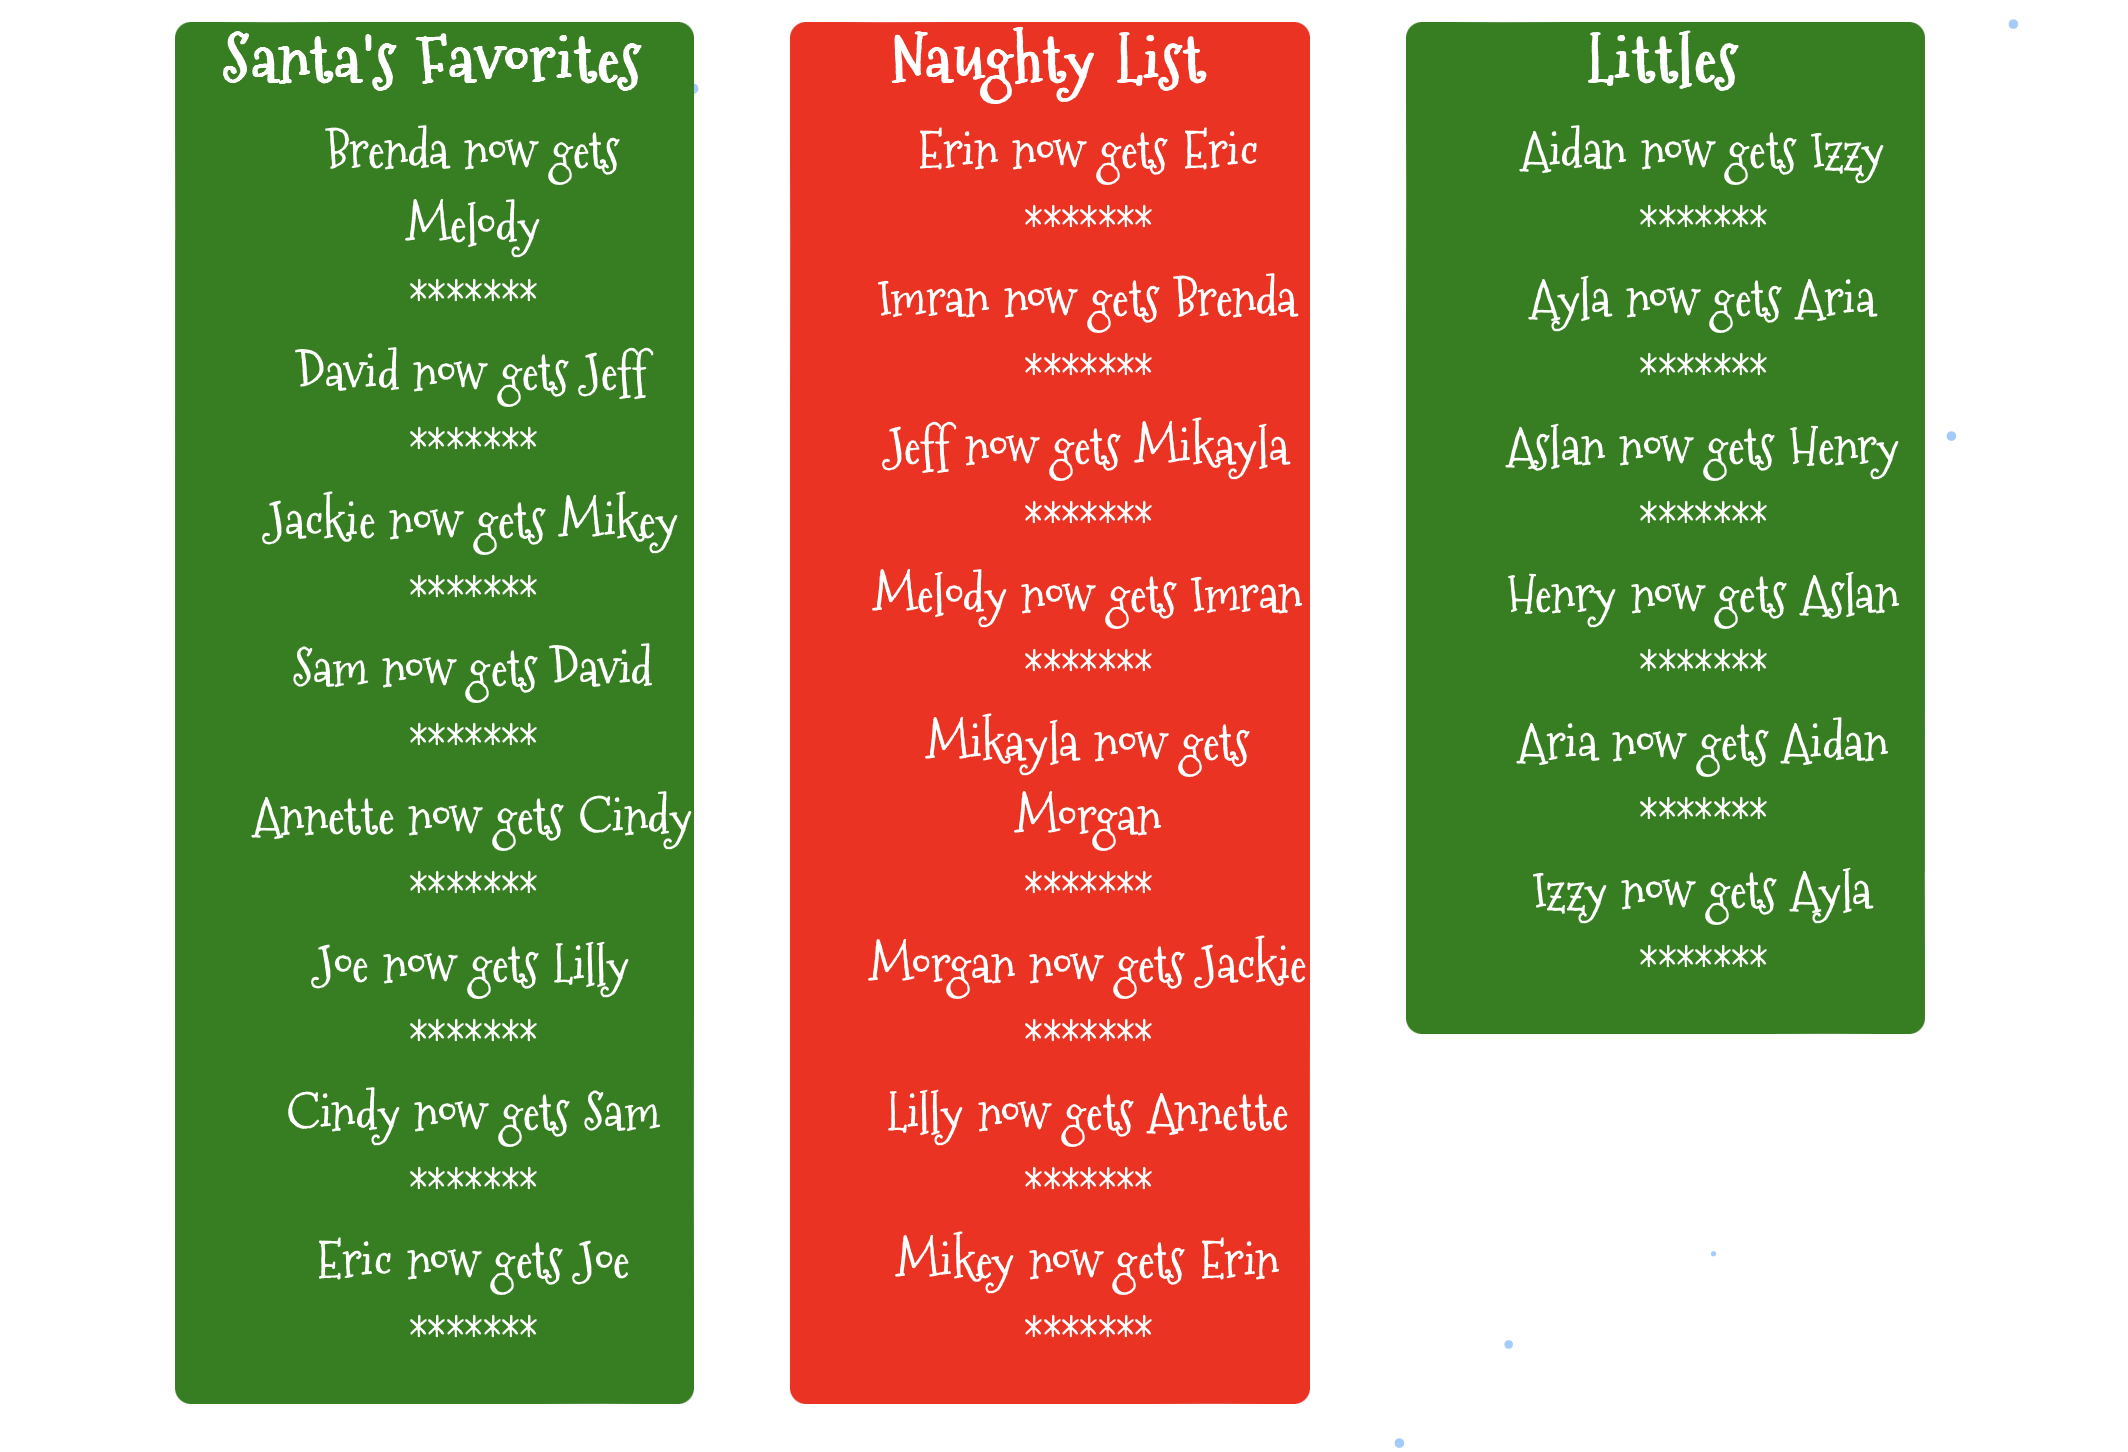 Santa's Favorites
Brenda now gets
Melody
*******
David now gets Jeff
*******
Jackie now gets Mikey
*******
Sam now gets David
*******
Annette now gets Cindy
*******
Joe now gets Lilly
*******
Cindy now gets Sam
*******
Eric now gets Joe
*******
Naughty List
Erin now gets Eric
*******
Imran now gets Brenda
*******
Jeff now gets Mikayla
*******
Melody now gets Imran
*******
Mikayla now gets
Morgan
*******
Morgan now gets Jackie
*******
Lilly now gets Annette
*******
Mikey now gets Erin
*******
Littles
Aidan now gets Izzy
*******
Ayla now gets Aria
*******
Aslan now gets Henry
*******
Henry now gets Aslan
*******
Aria now gets Aidan
*******
Izzy now gets Ayla
*******